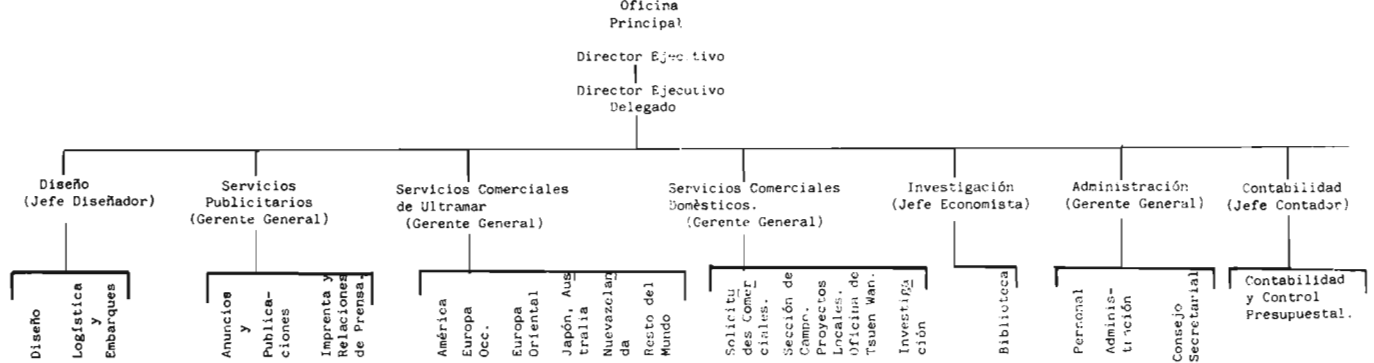 Oficina
Principal
Director Ejecutivo
Director Ejecutivo
Delegado
Diseño
(Jefe Diseñador)
Servicios
Publicitarios
(Gerente General)
Servicios Comerciales
de Ultramar
(Gerente General)
Servicios Comerciales
Domèsticos.
(Gerente General)
Investigación
(Jefe Economista)
Administración
(Gerente General)
Contabilidad
(Jefe Contador)
Diseño
Logística
y
Embarques
Anuncios
y
Publica-
ciones
Imprenta y
Relaciones
de Prensa.
América
Europa
Occ.
Europa
Oriental
Japón, Aus
tralia
Nuevazelan
da
Resto del
Mundo
Solicitu
des Comer
ciales.
Sección de
Campo.
Proyectos
Locales.
Oficina de
Tsuen Wan.
Investiga
ción
Biblioteca
Personal
Adminis-
tración
Consejo
Secretarial
Contabilidad
y Control
Presupuestal.